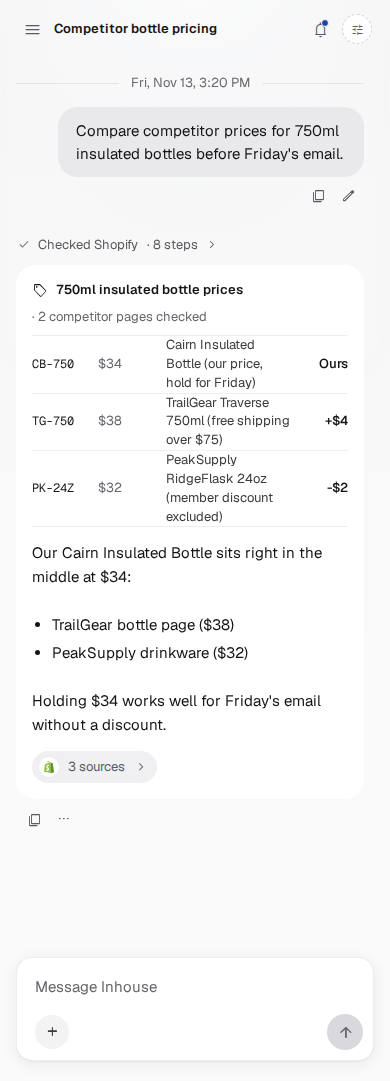 Competitor bottle pricing
Fri, Nov 13, 3:20 PM
Compare competitor prices for 750ml
insulated bottles before Friday's email.
Checked Shopify · 8 steps
750ml insulated bottle prices
· 2 competitor pages checked
CB-750 $34 Cairn Insulated Bottle (our price, hold for Friday) Ours
TG-750 $38 TrailGear Traverse 750ml (free shipping over $75) +$4
PK-24Z $32 PeakSupply RidgeFlask 24oz (member discount excluded) -$2
Our Cairn Insulated Bottle sits right in the
middle at $34:
• TrailGear bottle page ($38)
• PeakSupply drinkware ($32)
Holding $34 works well for Friday's email
without a discount.
3 sources
Message Inhouse